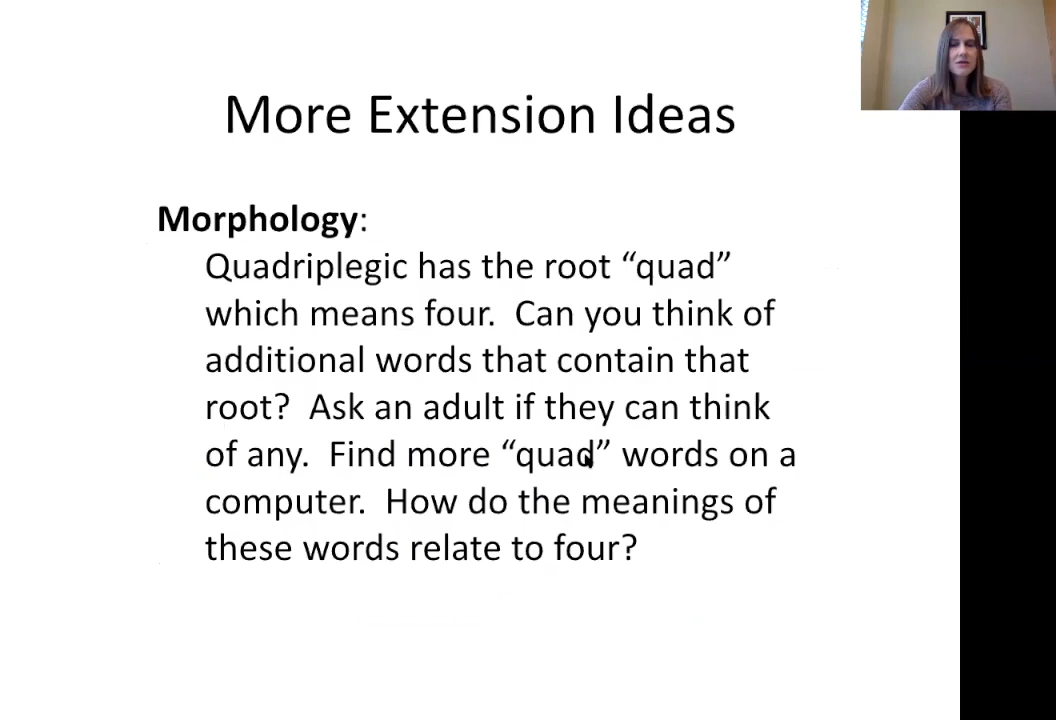 More Extension Ideas
Morphology:
Quadriplegic has the root “quad”
which means four.  Can you think of
additional words that contain that
root?  Ask an adult if they can think
of any.  Find more “quad” words on a
computer.  How do the meanings of
these words relate to four?